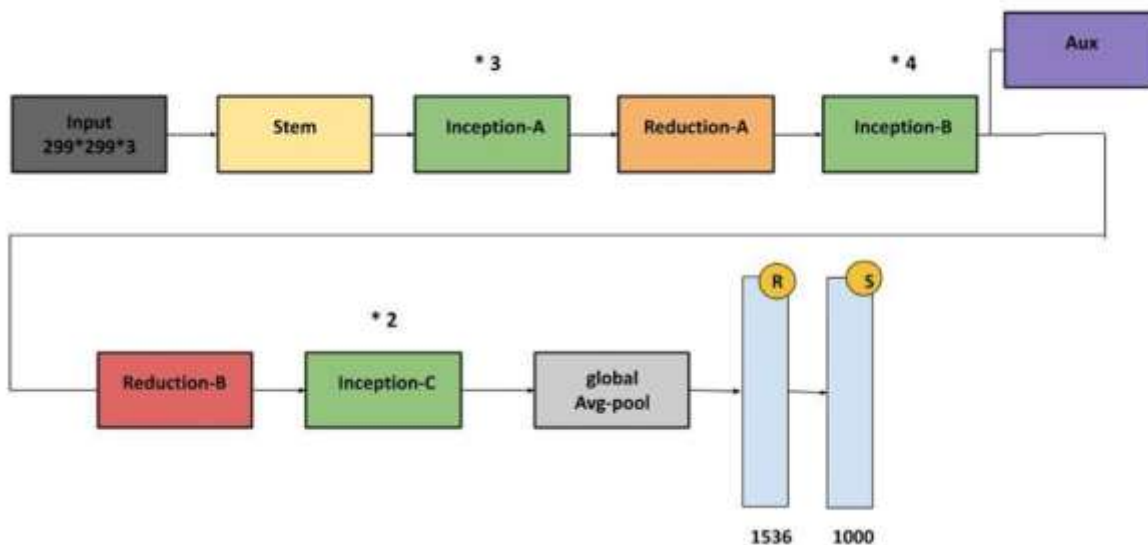 Aux
* 3
* 4
Input
299*299*3
Stem
Inception-A
Reduction-A
Inception-B
R
S
* 2
Reduction-B
Inception-C
global
Avg-pool
1536
1000